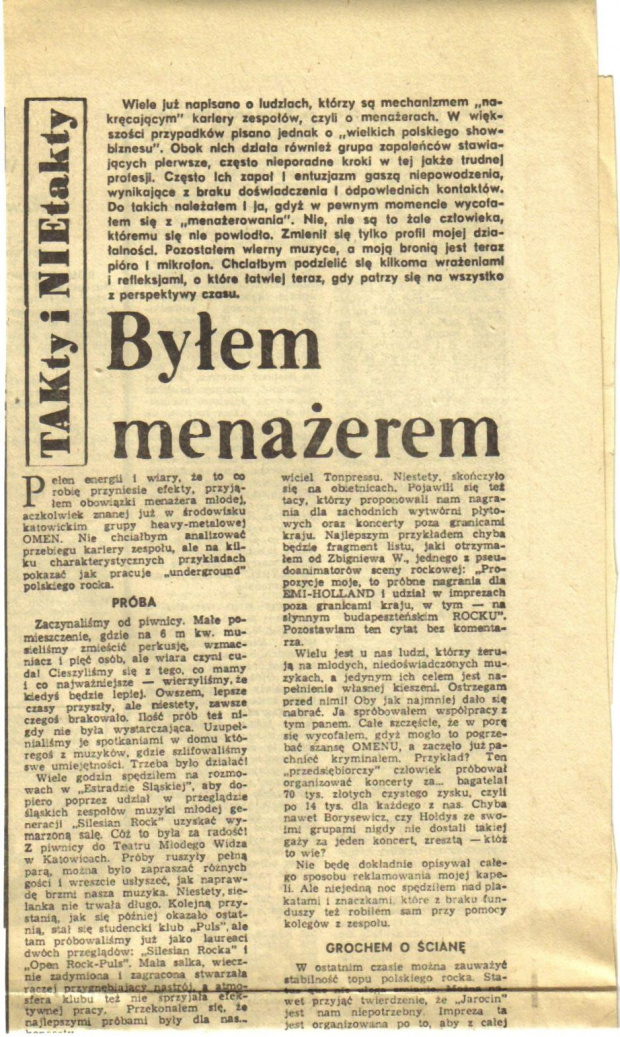 TAKty i NIEtakty
Wiele już napisano o ludziach, którzy są mechanizmem „na-
kręcającym” kariery zespołów, czyli o menażerach. W więk-
szości przypadków pisano jednak o „wielkich polskiego show-
biznesu”. Obok nich działa również grupa zapaleńców stawia-
jących pierwsze, często nieporadne kroki w tej jakże trudnej
profesji. Często ich zapał i entuzjazm gaszą niepowodzenia,
wynikające z braku doświadczenia i odpowiednich kontaktów.
Do takich należałem i ja, gdyż w pewnym momencie wycofa-
łem się z „menażerowania”. Nie, nie są to żale człowieka,
któremu się nie powiodło. Zmienił się tylko profil mojej dzia-
łalności. Pozostałem wierny muzyce, a moją bronią jest teraz
pióro i mikrofon. Chciałbym podzielić się kilkoma wrażeniami
i refleksjami, o które łatwiej teraz, gdy patrzy się na wszystko
z perspektywy czasu.
Byłem
menażerem
Pełen energii i wiary, że to co
robię przyniesie efekty, przyją-
łem obowiązki menażera młodej,
aczkolwiek znanej już w środowisku
katowickim grupy heavy-metalowej
OMEN. Nie chciałbym analizować
przebiegu kariery zespołu, ale na kil-
ku charakterystycznych przykładach
pokazać jak pracuje „underground”
polskiego rocka.
PRÓBA
Zaczynaliśmy od piwnicy. Małe po-
mieszczenie, gdzie na 6 m kw. mu-
sieliśmy zmieścić perkusję, wzmac-
niacz i pięć osób, ale wiara czyni cu-
da! Cieszyliśmy się z tego, co mamy
i co najważniejsze — wierzyliśmy, że
kiedyś będzie lepiej. Owszem, lepsze
czasy przyszły, ale niestety, zawsze
czegoś brakowało. Ilość prób też ni-
gdy nie była wystarczająca. Uzupeł-
nialiśmy je spotkaniami w domu któ-
regoś z muzyków, gdzie szlifowaliśmy
swe umiejętności. Trzeba było działać!
Wiele godzin spędziłem na rozmo-
wach w „Estradzie Śląskiej”, aby do-
piero poprzez udział w przeglądzie
śląskich zespołów muzyki młodej ge-
neracji „Silesian Rock” uzyskać wy-
marzoną salę. Cóż to była za radość!
Z piwnicy do Teatru Młodego Widza
w Katowicach. Próby ruszyły pełną
parą, można było zapraszać różnych
gości i wreszcie usłyszeć, jak napraw-
dę brzmi nasza muzyka. Niestety, sie-
lanka nie trwała długo. Kolejną przy-
stanią, jak się później okazało ostat-
nią, stał się studencki klub „Puls”, ale
tam próbowaliśmy już jako laureaci
dwóch przeglądów: „Silesian Rocka” i
„Open Rock-Puls”. Mała salka, wiecz-
nie zadymiona i zagracona stwarzała
raczej przygnębiający nastrój, a atmo-
sfera klubu też nie sprzyjała efek-
tywnej pracy. Przekonałem się, że
najlepszymi próbami były dla nas...
wiciel Tonpressu. Niestety, skończyło
się na obietnicach. Pojawili się też
tacy, którzy proponowali nam nagra-
nia dla zachodnich wytwórni płyto-
wych oraz koncerty poza granicami
kraju. Najlepszym przykładem chyba
będzie fragment listu, jaki otrzyma-
łem od Zbigniewa W., jednego z pseu-
doanimatorów sceny rockowej: „Pro-
pozycje moje, to próbne nagrania dla
EMI-HOLLAND i udział w imprezach
poza granicami kraju, w tym — na
słynnym budapeszteńskim ROCKU”.
Pozostawiam ten cytat bez komenta-
rza.
Wielu jest u nas ludzi, którzy żeru-
ją na młodych, niedoświadczonych mu-
zykach, a jedynym ich celem jest na-
pełnienie własnej kieszeni. Ostrzegam
przed nimi! Oby jak najmniej dało się
nabrać. Ja spróbowałem współpracy z
tym panem. Całe szczęście, że w porę
się wycofałem, gdyż mogło to pogrze-
bać szansę OMENU, a zaczęło już pa-
chnieć kryminałem. Przykład? Ten
„przedsiębiorczy” człowiek próbował
organizować koncerty za... bagatela!
70 tys. złotych czystego zysku, czyli
po 14 tys. dla każdego z nas. Chyba
nawet Borysewicz, czy Hołdys ze swo-
imi grupami nigdy nie dostali takiej
gaży za jeden koncert, zresztą — któż
to wie?
Nie będę dokładnie opisywał całe-
go sposobu reklamowania mojej kape-
li. Ale niejedną noc spędziłem nad pla-
katami i znaczkami, które z braku fun-
duszy też robiłem sam przy pomocy
kolegów z zespołu.
GROCHEM O ŚCIANĘ
W ostatnim czasie można zauważyć
stabilność topu polskiego rocka. Sta-
wet przyjąć twierdzenie, że „Jarocin”
jest nam niepotrzebny. Impreza ta
jest organizowana po to, aby z całej